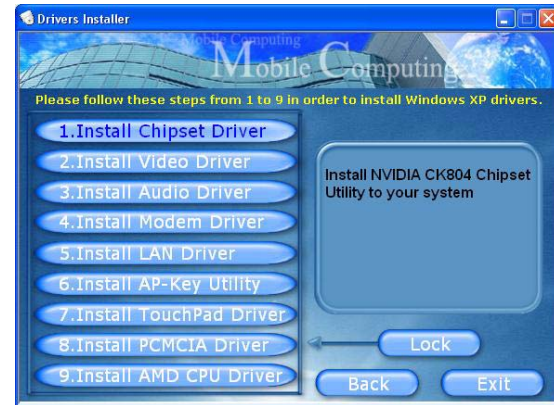 Drivers Installer
Mobile Computing
Mobile Computing
Please follow these steps from 1 to 9 in order to install Windows XP drivers.
1.Install Chipset Driver
2.Install Video Driver
3.Install Audio Driver
4.Install Modem Driver
5.Install LAN Driver
6.Install AP-Key Utility
7.Install TouchPad Driver
8.Install PCMCIA Driver
9.Install AMD CPU Driver
Install NVIDIA CK804 Chipset
Utility to your system
Lock
Back
Exit